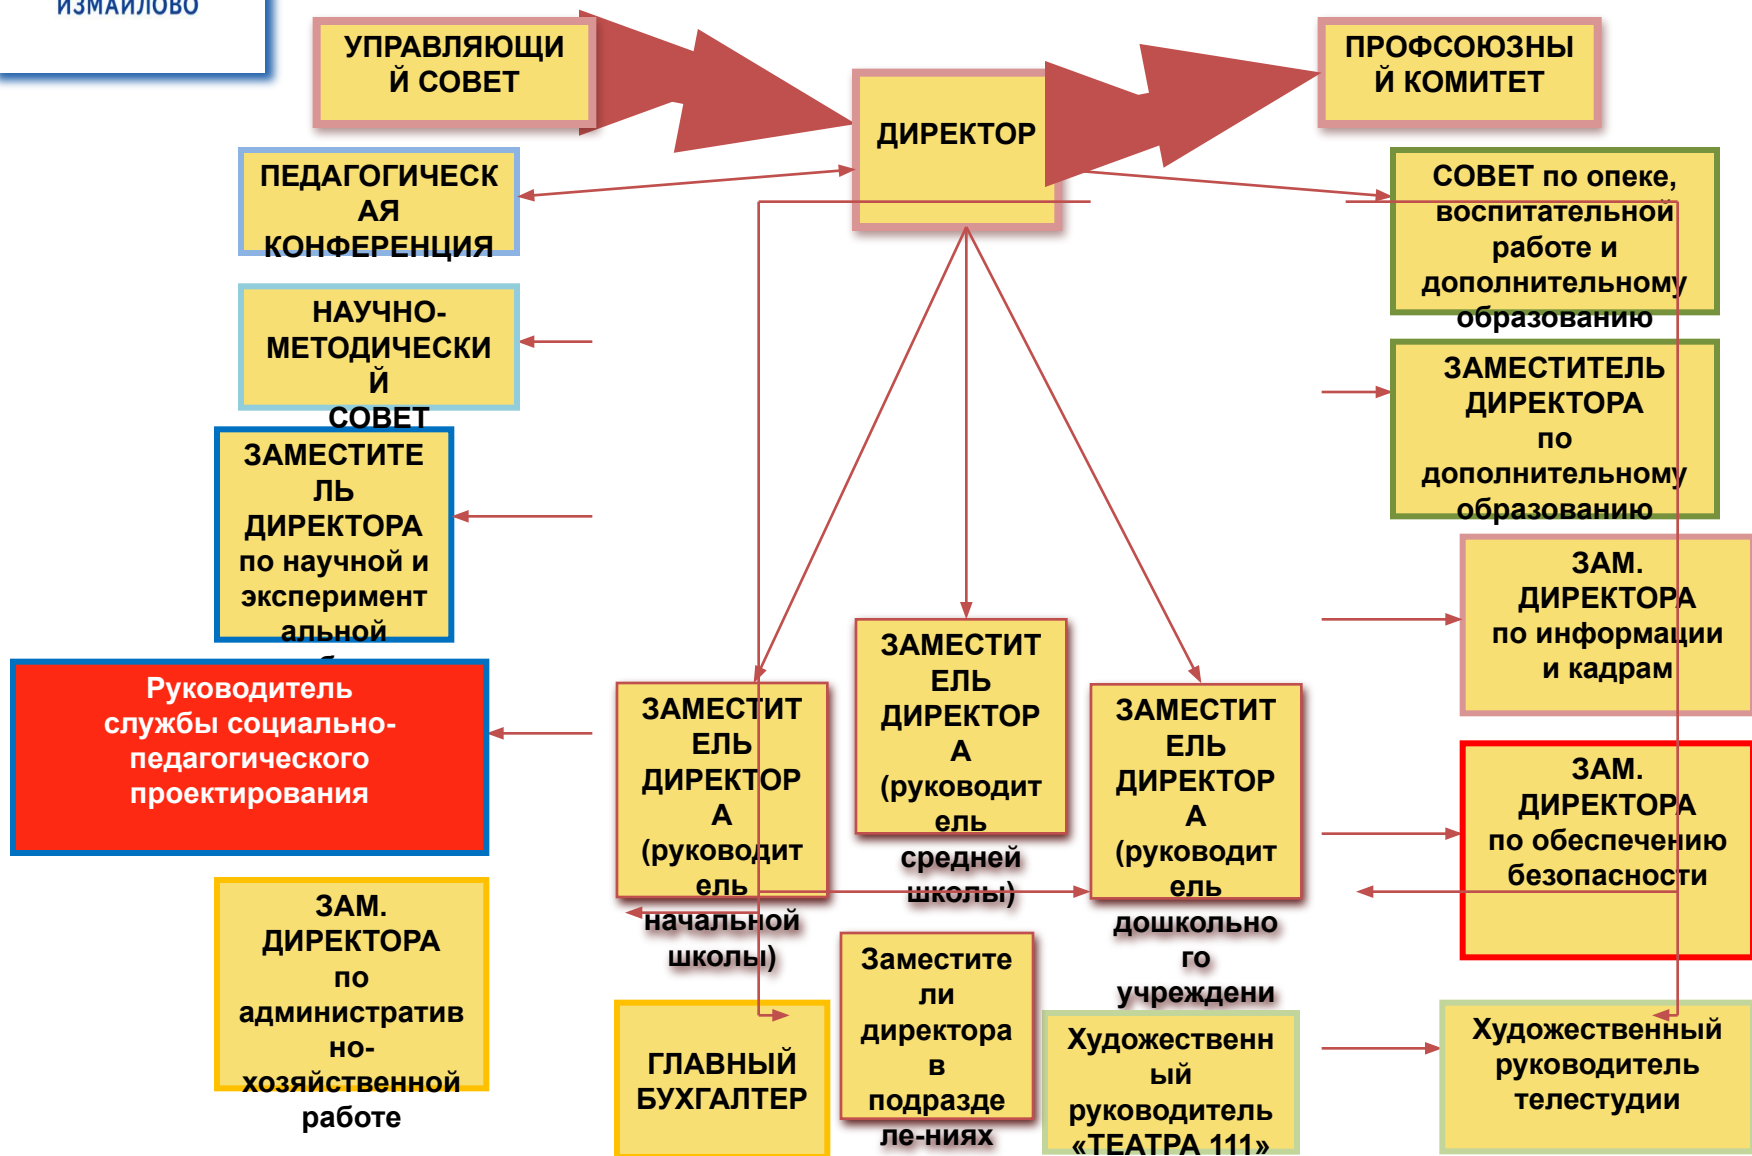 ИЗМАЙЛОВО
УПРАВЛЯЮЩИ
Й СОВЕТ
ДИРЕКТОР
ПРОФСОЮЗНЫ
Й КОМИТЕТ
ПЕДАГОГИЧЕСК
АЯ
КОНФЕРЕНЦИЯ
СОВЕТ по опеке,
воспитательной
работе и
дополнительному
образованию
НАУЧНО-
МЕТОДИЧЕСКИ
Й
СОВЕТ
ЗАМЕСТИТЕЛЬ
ДИРЕКТОРА
по
дополнительному
образованию
ЗАМЕСТИТЕ
ЛЬ
ДИРЕКТОРА
по научной и
эксперимент
альной
ЗАМ.
ДИРЕКТОРА
по информации
и кадрам
Руководитель
службы социально-
педагогического
проектирования
ЗАМЕСТИТ
ЕЛЬ
ДИРЕКТОР
А
(руководит
ель
начальной
школы)
ЗАМЕСТИТ
ЕЛЬ
ДИРЕКТОР
А
(руководит
ель
средней
школы)
ЗАМЕСТИТ
ЕЛЬ
ДИРЕКТОР
А
(руководит
ель
дошкольно
го
учреждени
ЗАМ.
ДИРЕКТОРА
по обеспечению
безопасности
ЗАМ.
ДИРЕКТОРА
по
административ
но-
хозяйственной
работе
ГЛАВНЫЙ
БУХГАЛТЕР
Заместите
ли
директора
в
подразде
ле-ниях
Художественн
ый
руководитель
«ТЕАТРА 111»
Художественный
руководитель
телестудии